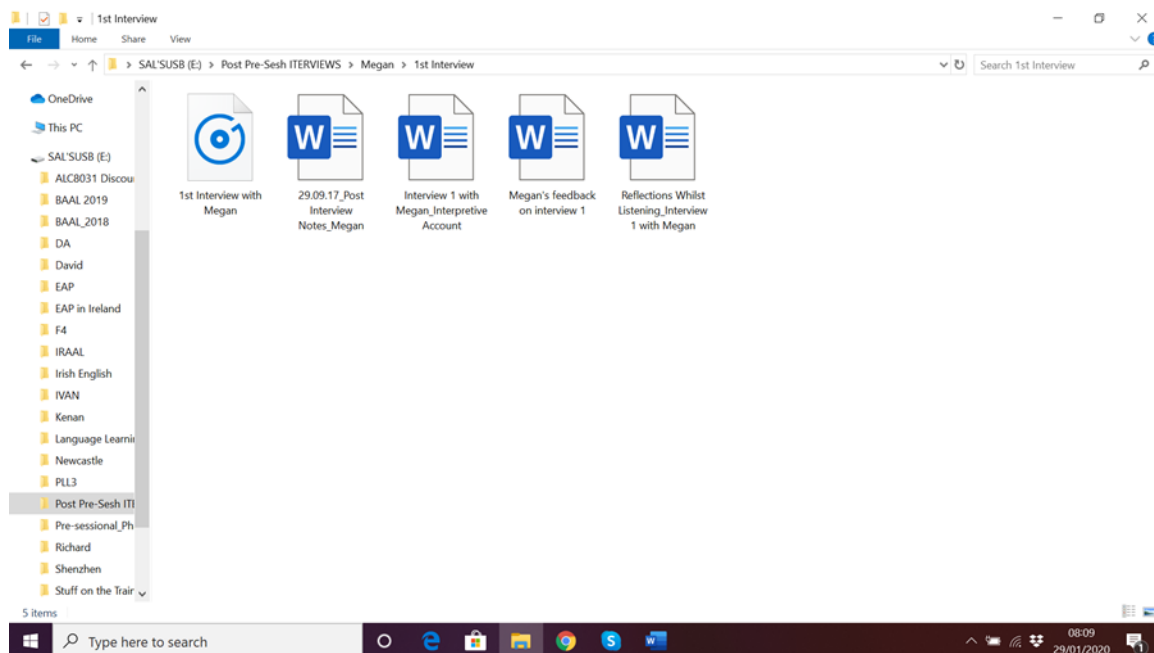 1st Interview
File Home Share View
SAL'SUSB (E:) > Post Pre-Sesh ITERVIEWS > Megan > 1st Interview
Search 1st Interview
OneDrive
This PC
SAL'SUSB (E:)
ALC8031 Discou
BAAL 2019
BAAL_2018
DA
David
EAP
EAP in Ireland
F4
IRAAL
Irish English
IVAN
Kenan
Language Learni
Newcastle
PLL3
Post Pre-Sesh ITE
Pre-sessional_Ph
Richard
Shenzhen
Stuff on the Trair
1st Interview with
Megan
29.09.17_Post
Interview
Notes_Megan
Interview 1 with
Megan_Interpretive
Account
Megan's feedback
on interview 1
Reflections Whilst
Listening_Interview
1 with Megan
5 items
Type here to search
08:09
29/01/2020
1